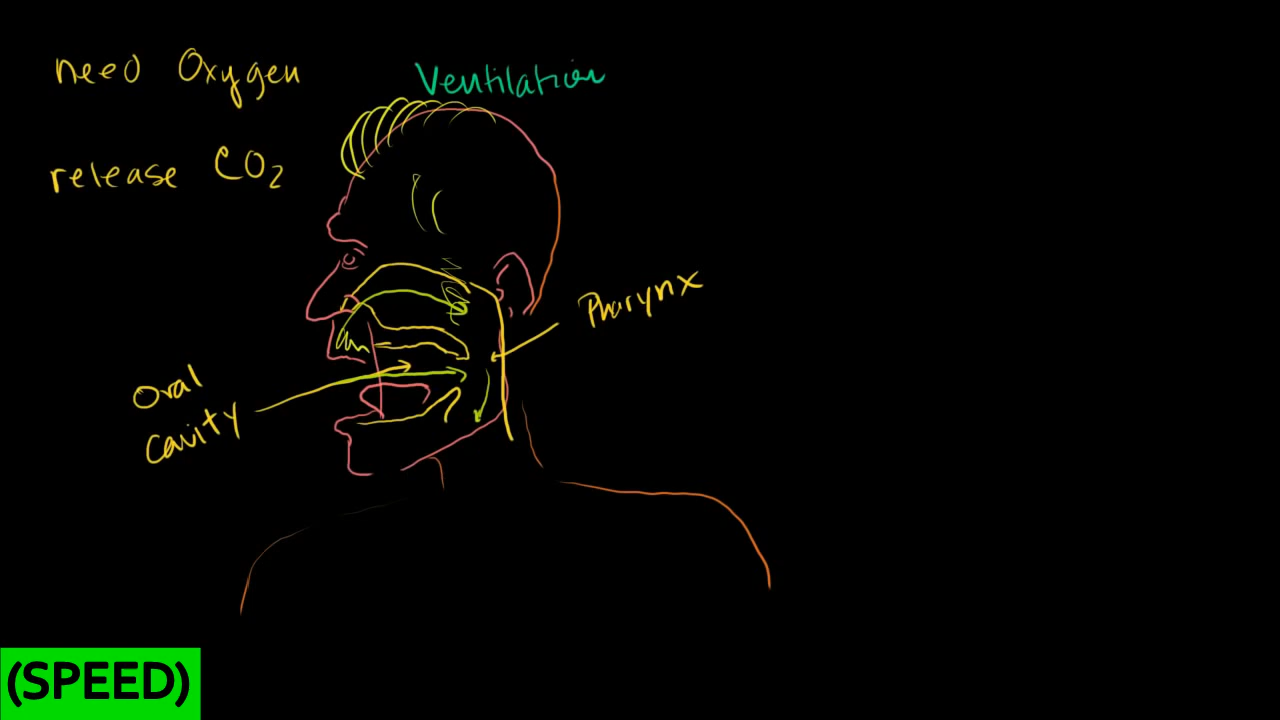 need Oxygen
Ventilation
release CO₂
Pharynx
Oral
cavity
(SPEED)